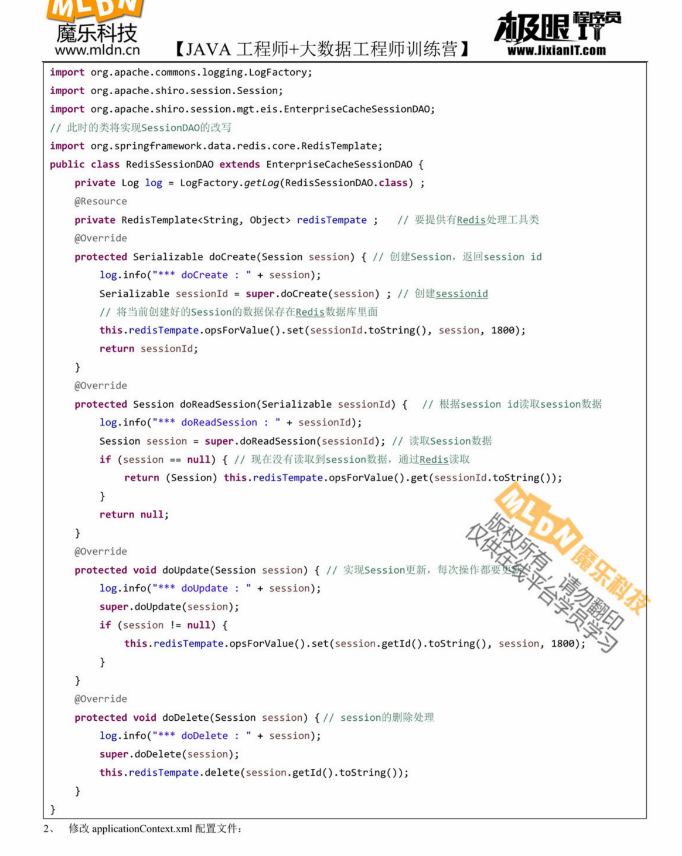 MLDN
魔乐科技
www.mldn.cn
【JAVA 工程师+大数据工程师训练营】
极限IT程序员
www.JixianIT.com
import org.apache.commons.logging.LogFactory;
import org.apache.shiro.session.Session;
import org.apache.shiro.session.mgt.eis.EnterpriseCacheSessionDAO;
// 此时的类将实现SessionDAO的改写
import org.springframework.data.redis.core.RedisTemplate;
public class RedisSessionDAO extends EnterpriseCacheSessionDAO {
private Log log = LogFactory.getLog(RedisSessionDAO.class) ;
@Resource
private RedisTemplate<String, Object> redisTempate ;   // 要提供有Redis处理工具类
@Override
protected Serializable doCreate(Session session) { // 创建Session, 返回session id
log.info("*** doCreate : " + session);
Serializable sessionId = super.doCreate(session) ; // 创建sessionid
// 将当前创建好的Session的数据保存在Redis数据库里面
this.redisTempate.opsForValue().set(sessionId.toString(), session, 1800);
return sessionId;
}
@Override
protected Session doReadSession(Serializable sessionId) {   // 根据session id读取session数据
log.info("*** doReadSession : " + sessionId);
Session session = super.doReadSession(sessionId); // 读取Session数据
if (session == null) { // 现在没有读取到session数据, 通过Redis读取
return (Session) this.redisTempate.opsForValue().get(sessionId.toString());
}
return null;
}
@Override
protected void doUpdate(Session session) { // 实现Session更新, 每次操作都要更新
log.info("*** doUpdate : " + session);
super.doUpdate(session);
if (session != null) {
this.redisTempate.opsForValue().set(session.getId().toString(), session, 1800);
}
}
@Override
protected void doDelete(Session session) { // session的删除处理
log.info("*** doDelete : " + session);
super.doDelete(session);
this.redisTempate.delete(session.getId().toString());
}
}
MLDN 魔乐科技
版权所有,请勿翻印
仅供在线平台学员学习
2、 修改 applicationContext.xml 配置文件: